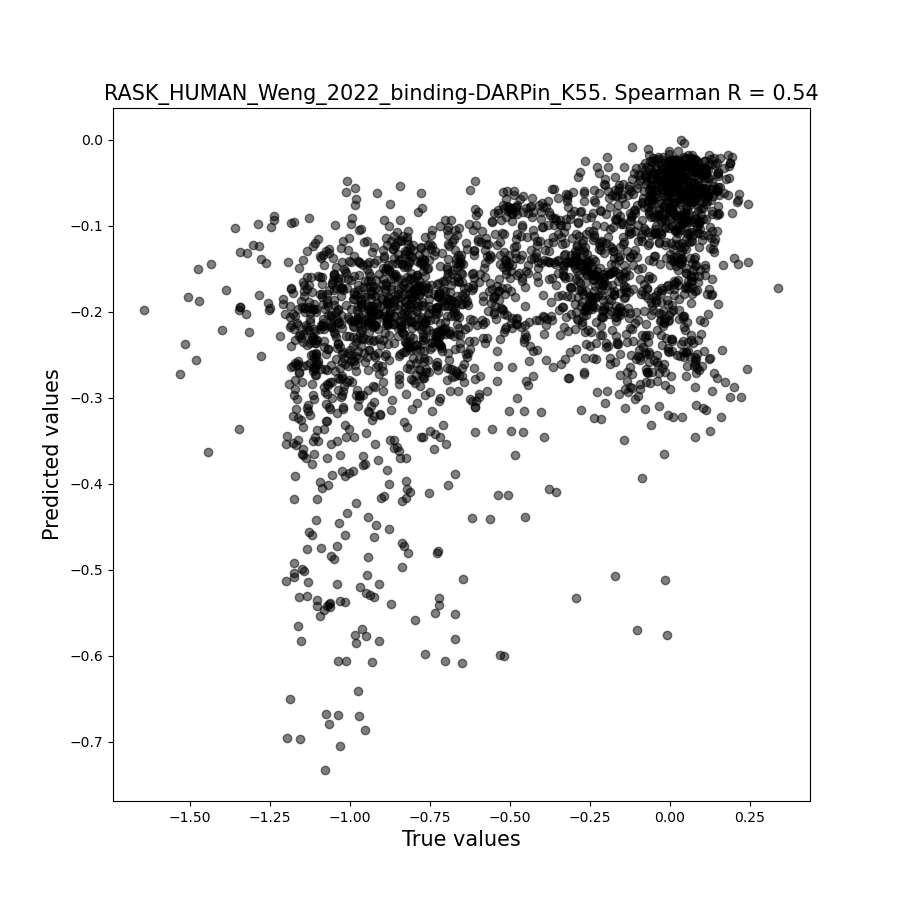 RASK_HUMAN_Weng_2022_binding-DARPin_K55. Spearman R = 0.54
0.0
−0.1
−0.2
−0.3
−0.4
−0.5
−0.6
−0.7
Predicted values
−1.50 −1.25 −1.00 −0.75 −0.50 −0.25 0.00 0.25
True values